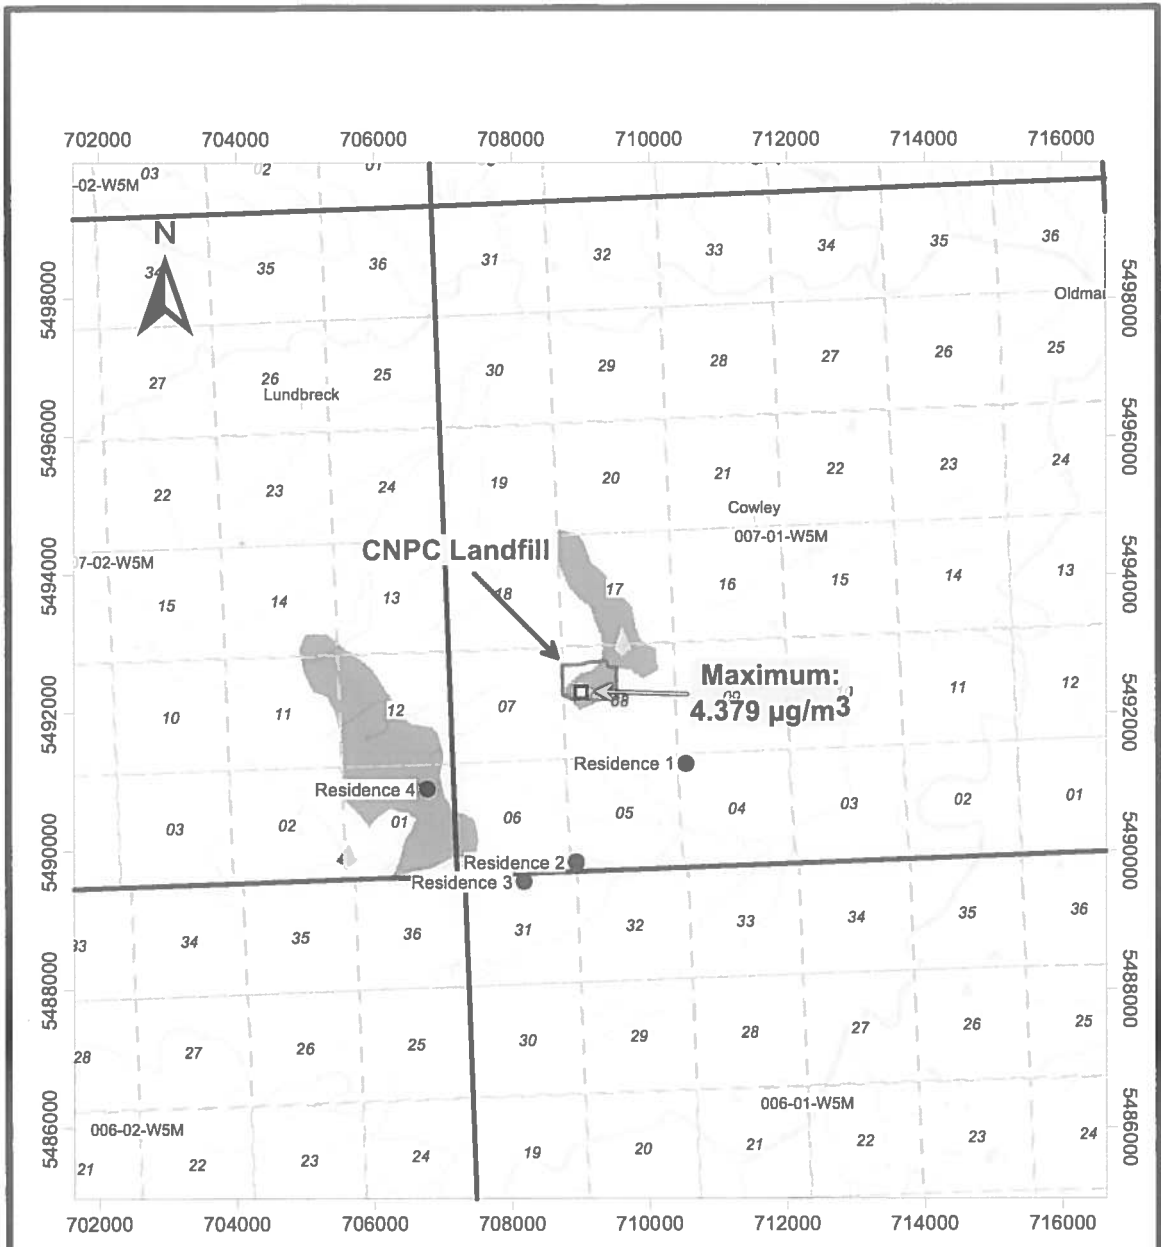 702000 704000 706000 708000 710000 712000 714000 716000
03 02 01
-02-W5M
N
34 35 36 31 32 33 34 35 36
5498000 5498000
Oldma
27 26 25 30 29 28 27 26 25
Lundbreck
5496000 5496000
22 23 24 19 20 21 22 23 24
Cowley
007-01-W5M
CNPC Landfill
7-02-W5M
5494000 5494000
15 14 13 18 17 16 15 14 13
Maximum:
4.379 µg/m3
10 11 12 07 08 09 10 11 12
5492000 5492000
Residence 1
Residence 4
03 02 01 06 05 04 03 02 01
5490000 5490000
Residence 2
Residence 3
33 34 35 36 31 32 33 34 35 36
5488000 5488000
28 27 26 25 30 29 28 27 26 25
006-01-W5M
5486000 5486000
006-02-W5M
21 22 23 24 19 20 21 22 23 24
702000 704000 706000 708000 710000 712000 714000 716000